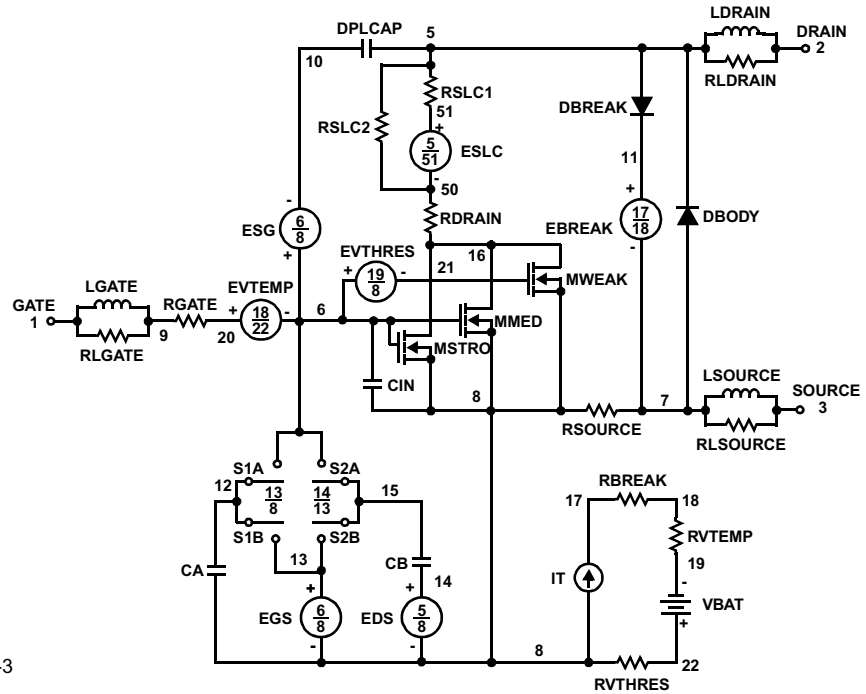 LDRAIN
DPLCAP
5
DRAIN
2
10
RLDRAIN
RSLC1
51
DBREAK
RSLC2
+
5
51
ESLC
-
11
50
-
+
RDRAIN
17
18
6
8
ESG
EBREAK
DBODY
EVTHRES
+
16
-
+
19
8
-
21
MWEAK
LGATE
EVTEMP
GATE
1
RGATE
+
18
22
-
6
MMED
9
20
MSTRO
RLGATE
LSOURCE
CIN
8
7
SOURCE
3
RSOURCE
RLSOURCE
S1A
S2A
12
13
8
14
13
15
RBREAK
17
18
S1B
S2B
RVTEMP
13
CB
19
CA
14
IT
-
+
+
VBAT
EGS
6
8
EDS
5
8
+
-
-
8
22
RVTHRES
-3